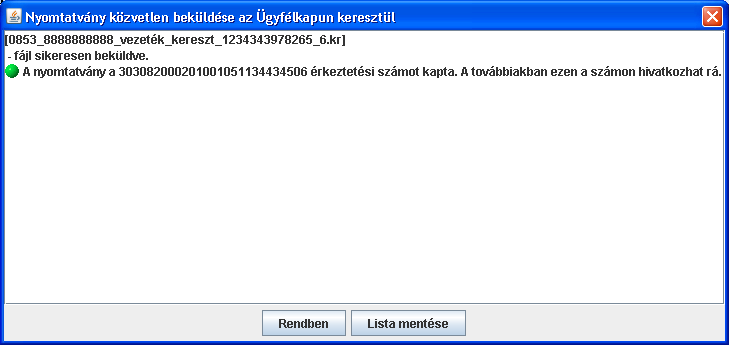 Nyomtatvány közvetlen beküldése az Ügyfélkapun keresztül
[0853_8888888888_vezeték_kereszt_1234343978265_6.kr]
- fájl sikeresen beküldve.
A nyomtatvány a 303082000201001051134434506 érkeztetési számot kapta. A továbbiakban ezen a számon hivatkozhat rá.
Rendben
Lista mentése